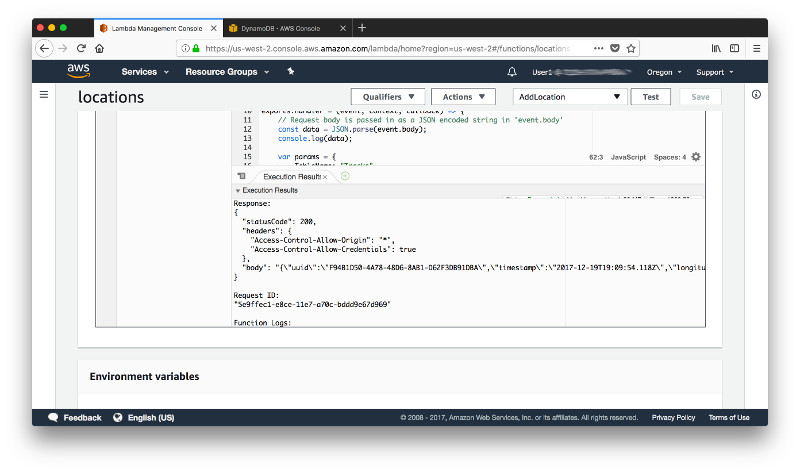 Lambda Management Console
DynamoDB - AWS Console
https://us-west-2.console.aws.amazon.com/lambda/home?region=us-west-2#/functions/locations
aws Services Resource Groups User1 Oregon Support
locations Qualifiers Actions AddLocation Test Save
10 exports.handler = (event, context, callback) => {
11 // Request body is passed in as a JSON encoded string in 'event.body'
12 const data = JSON.parse(event.body);
13 console.log(data);
14
15 var params = {
62:3 JavaScript Spaces: 4
16 TableName: "Tracks"
Execution Results
Execution Results
Response:
{
"statusCode": 200,
"headers": {
"Access-Control-Allow-Origin": "*",
"Access-Control-Allow-Credentials": true
},
"body": "{\"uuid\":\"F94B1D50-4A78-48D6-8AB1-D62F3DB91DBA\",\"timestamp\":\"2017-12-19T19:09:54.118Z\",\"longitu
}
Request ID:
"5e9ffec1-e8ce-11e7-a70c-bddd9e67d969"
Function Logs:
Environment variables
Feedback English (US) © 2008 - 2017, Amazon Web Services, Inc. or its affiliates. All rights reserved. Privacy Policy Terms of Use